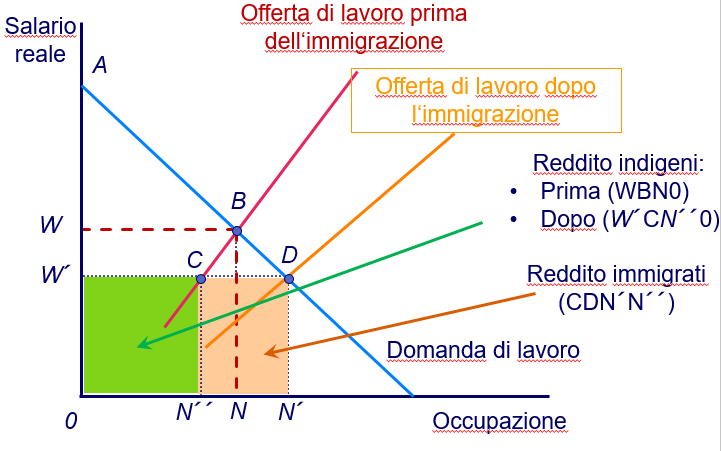 Salario
reale
Offerta di lavoro prima
dell‘immigrazione
A
Offerta di lavoro dopo
l‘immigrazione
Reddito indigeni:
• Prima (WBN0)
• Dopo (W´CN´´0)
B
W
C
D
W´
Reddito immigrati
(CDN´N´´)
Domanda di lavoro
0
N´´
N
N´
Occupazione